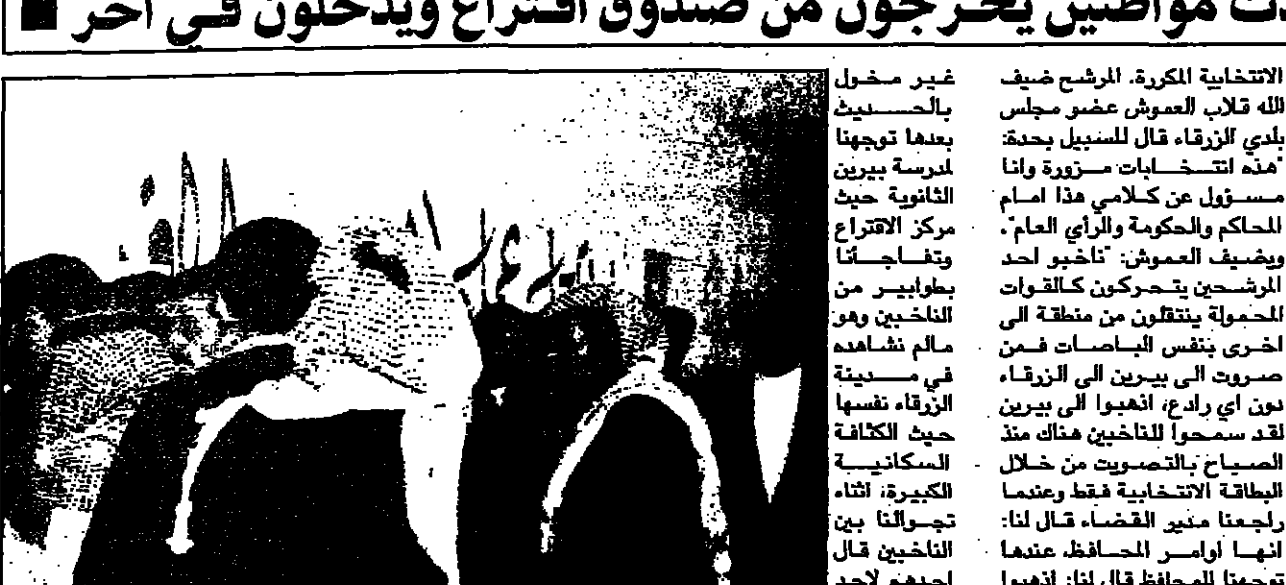 مواطنين يخرجون من صندوق اقتراع ويدخلون في آخر
الانتخابية المكررة. المرشح ضيف
الله قلاب العموش عضو مجلس
بلدي الزرقاء قال للسبيل بحدة:
"هذه انتخابات مزورة وانا
مسؤول عن كلامي هذا امام
المحاكم والحكومة والرأي العام".
ويضيف العموش: "ناخبو احد
المرشحين يتحركون كالقوات
المحمولة ينتقلون من منطقة الى
اخرى بنفس الباصات فمن
صروت الى بيرين الى الزرقاء
دون اي رادع، اذهبوا الى بيرين
لقد سمحوا للناخبين هناك منذ
الصباح بالتصويت من خلال
البطاقة الانتخابية فقط وعندما
راجعنا مدير القضاء، قال لنا:
انها اوامر المحافظ، عندها
توجهنا للمحافظ قال لنا: اذهبوا
غير مخول
بالحديث
بعدها توجهنا
لمدرسة بيرين
الثانوية حيث
مركز الاقتراع
وتفاجأنا
بطوابير من
الناخبين وهو
مالم نشاهده
في مدينة
الزرقاء نفسها
حيث الكثافة
السكانية
الكبيرة، اثناء
تجوالنا بين
الناخبين قال
احدهم لاحد